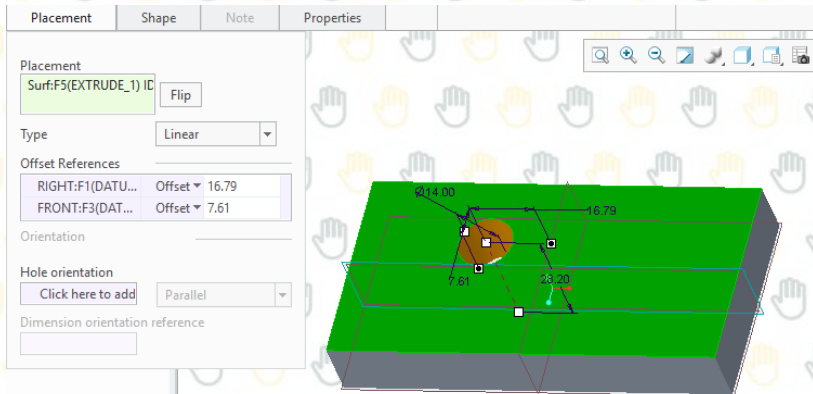 Placement Shape Note Properties
Placement
Surf:F5(EXTRUDE_1) ID
Flip
Type Linear
Offset References
RIGHT:F1(DATU... Offset 16.79
FRONT:F3(DAT... Offset 7.61
Orientation
Hole orientation
Click here to add Parallel
Dimension orientation reference
Ø14.00
16.79
7.61
23.20